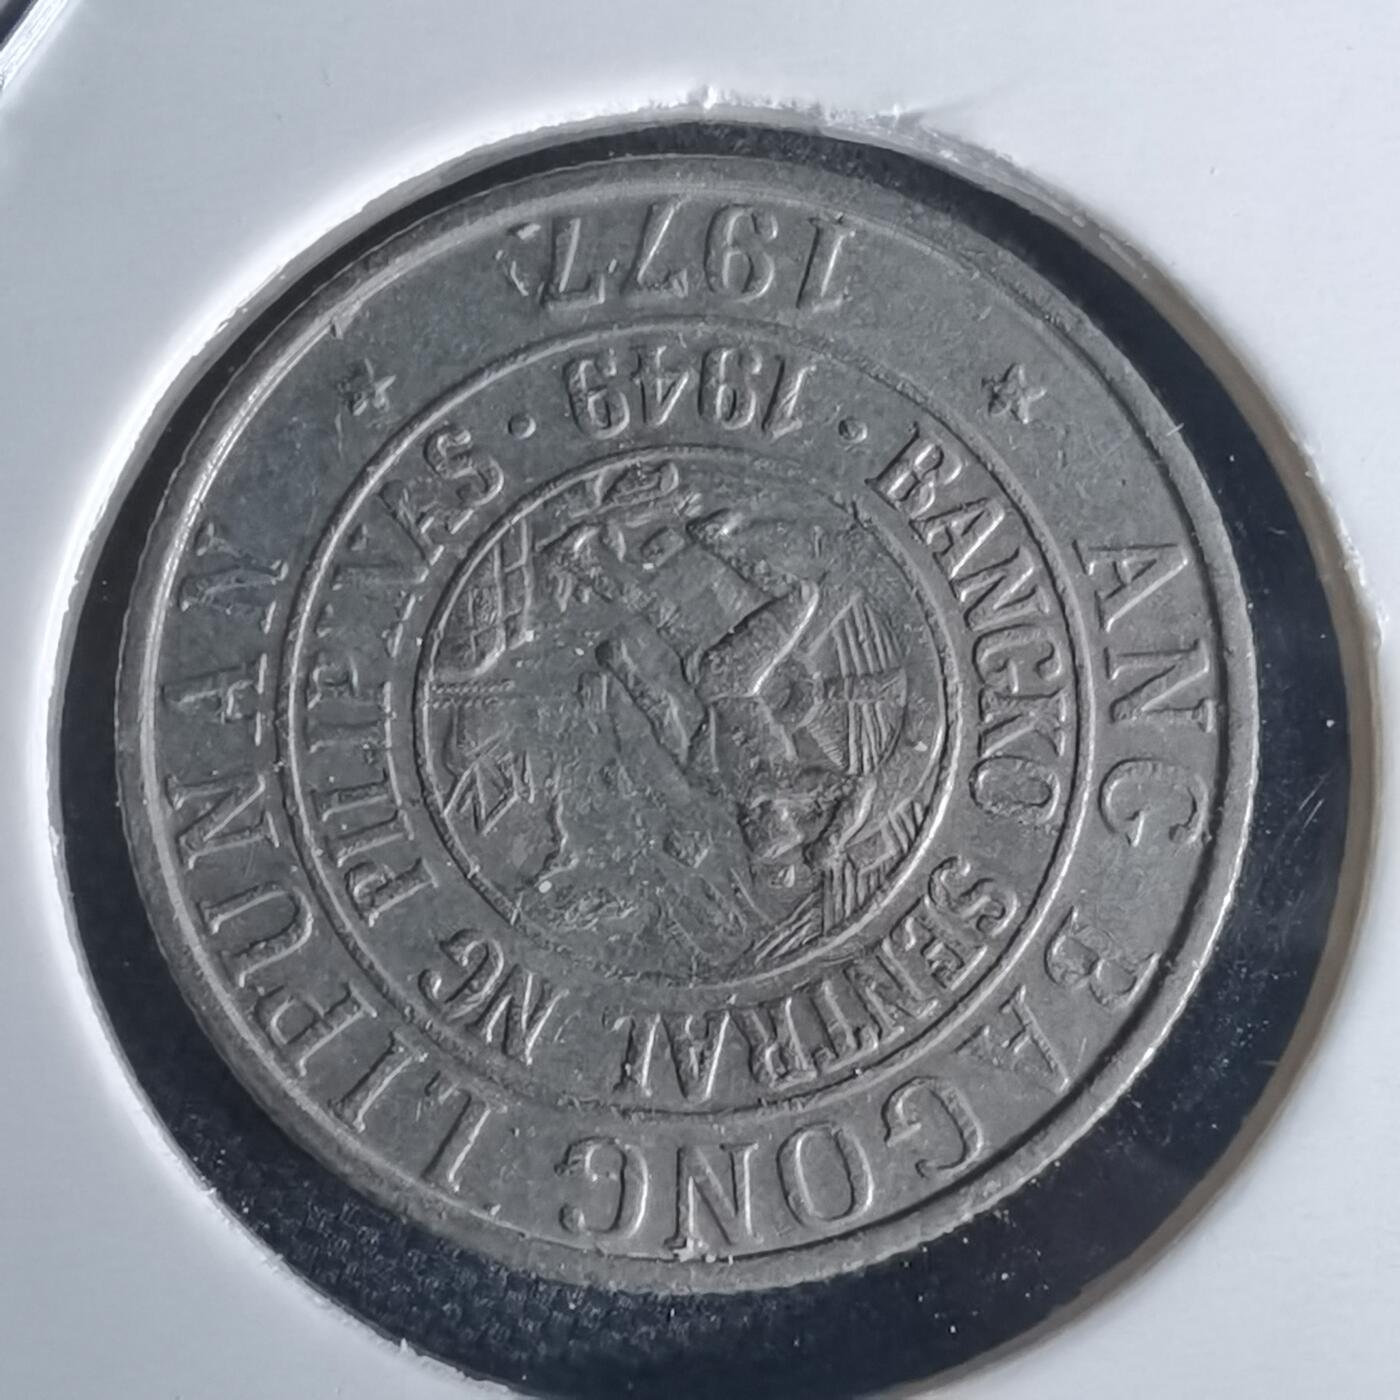 ANG BAGONG LIPUNAN
BANGKO SENTRAL NG PILIPINAS
· 1949 ·
1977